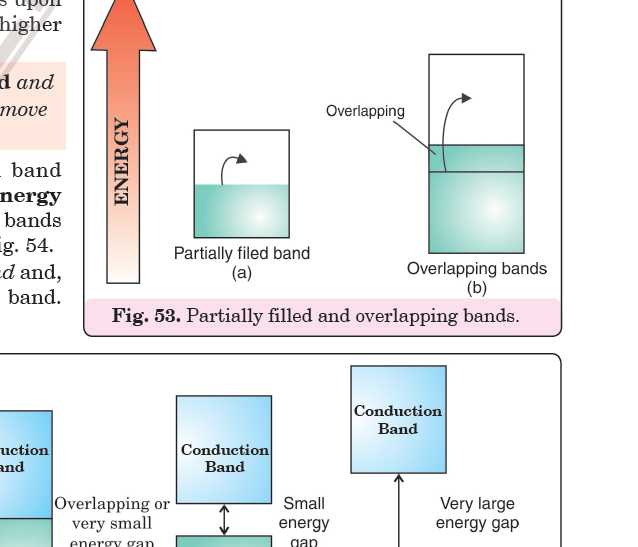 s upon
higher
d and
move
band
nergy
bands
ig. 54.
d and,
band.
ENERGY
Partially filed band
(a)
Overlapping
Overlapping bands
(b)
Fig. 53. Partially filled and overlapping bands.
uction
and
Overlapping or
very small
energy gap
Conduction
Band
Small
energy
gap
Conduction
Band
Very large
energy gap